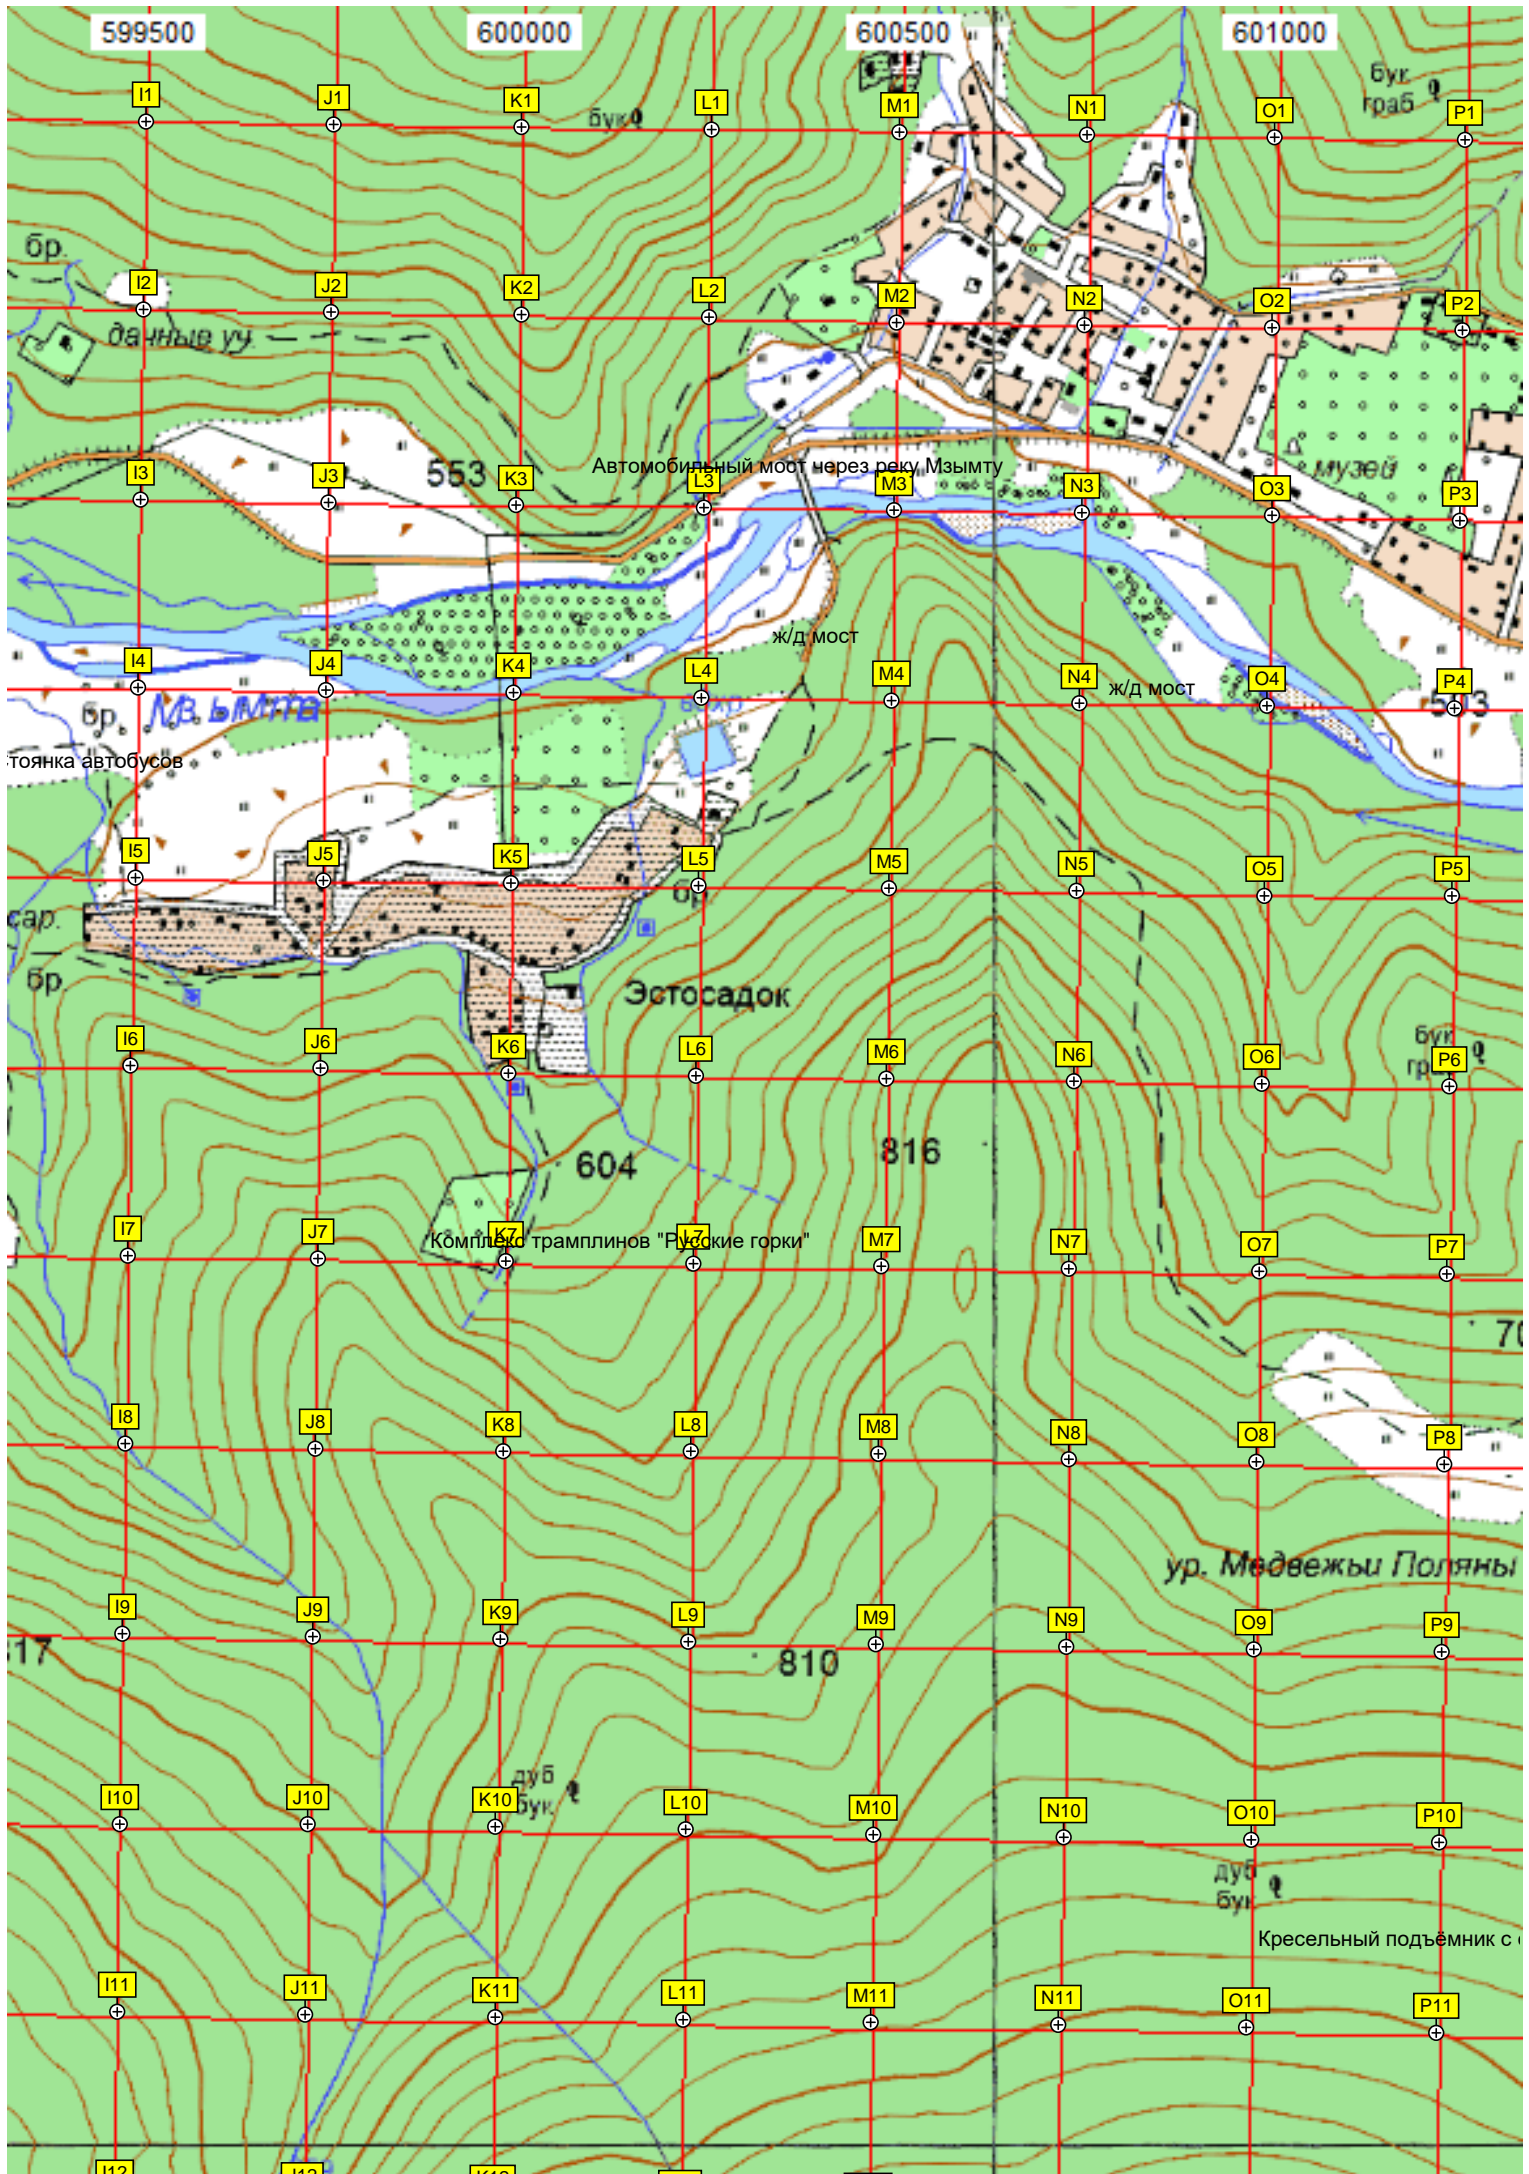 599500 600000 600500 601000
бук
граб
I1 J1 K1 L1 M1 N1 O1 P1
бук
бр.
I2 J2 K2 L2 M2 N2 O2 P2
дачные уч.
Автомобильный мост через реку Мзымту
музей
553
I3 J3 K3 L3 M3 N3 O3 P3
ж/д мост
I4 J4 K4 L4 M4 N4 O4 P4
ж/д мост
бр. Мзымта
тоянка автобусов
I5 J5 K5 L5 M5 N5 O5 P5
бр.
сар.
бр.
Эстосадок
бук
I6 J6 K6 L6 M6 N6 O6 P6
604 816
I7 J7 K7 L7 M7 N7 O7 P7
Комплекс трамплинов "Русские горки"
I8 J8 K8 L8 M8 N8 O8 P8
ур. Медвежьи Поляны
I9 J9 K9 L9 M9 N9 O9 P9
810
дуб
бук
I10 J10 K10 L10 M10 N10 O10 P10
дуб
бук
Кресельный подъёмник с
I11 J11 K11 L11 M11 N11 O11 P11
I12 J12 K12